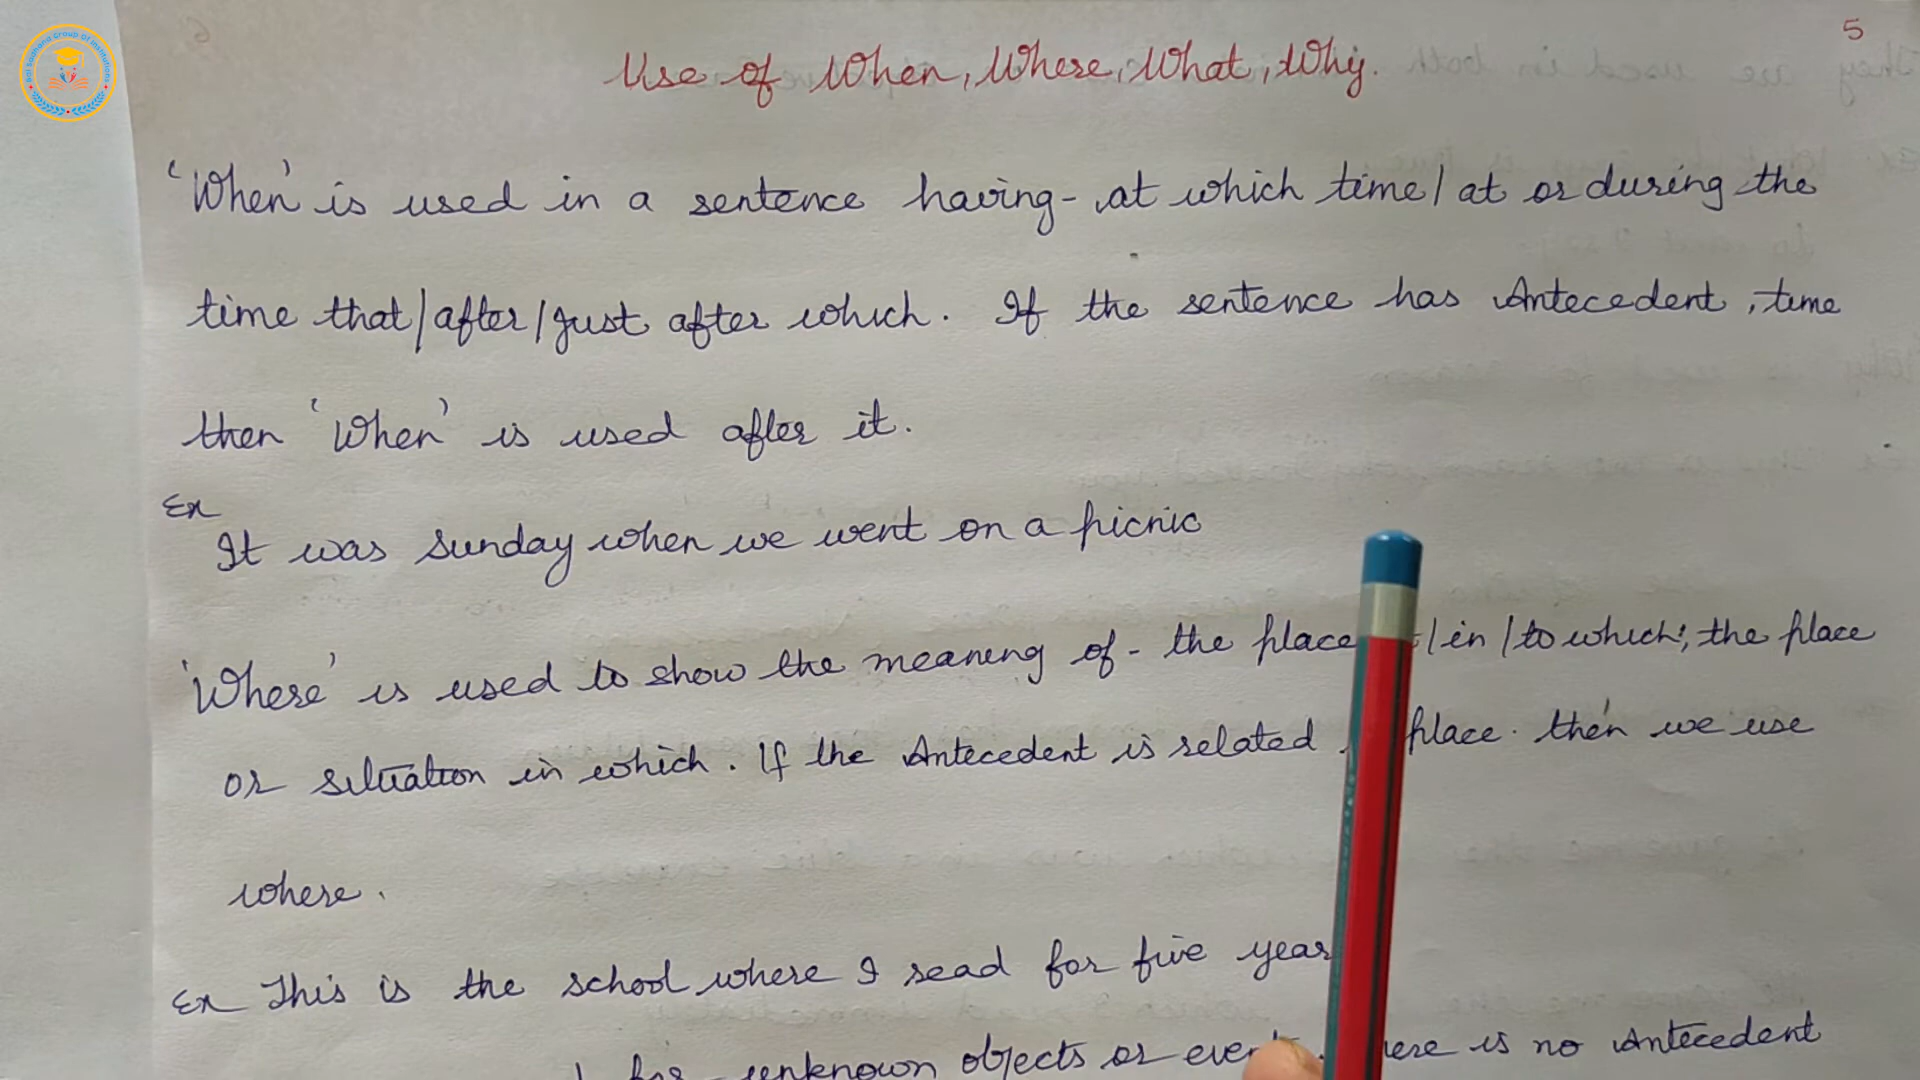 5
Use of When, Where, What, Why.
'When' is used in a sentence having - at which time / at or during the
time that / after / just after which. If the sentence has Antecedent, time
then 'When' is used after it.
Ex
It was Sunday when we went on a picnic
'Where' is used to show the meaning of - the place /in / to which; the place
or situation in which. If the Antecedent is related place. then we use
where.
Ex This is the school where I read for five year
for unknown objects or is no Antecedent